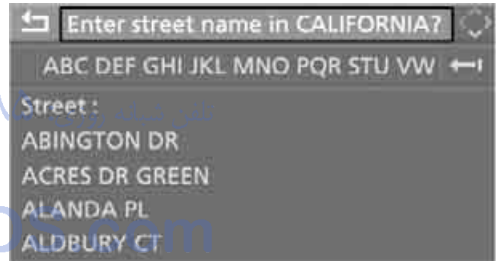 Enter street name in CALIFORNIA?
ABC DEF GHI JKL MNO PQR STU VW
Street :
ABINGTON DR
ACRES DR GREEN
ALANDA PL
ALDBURY CT